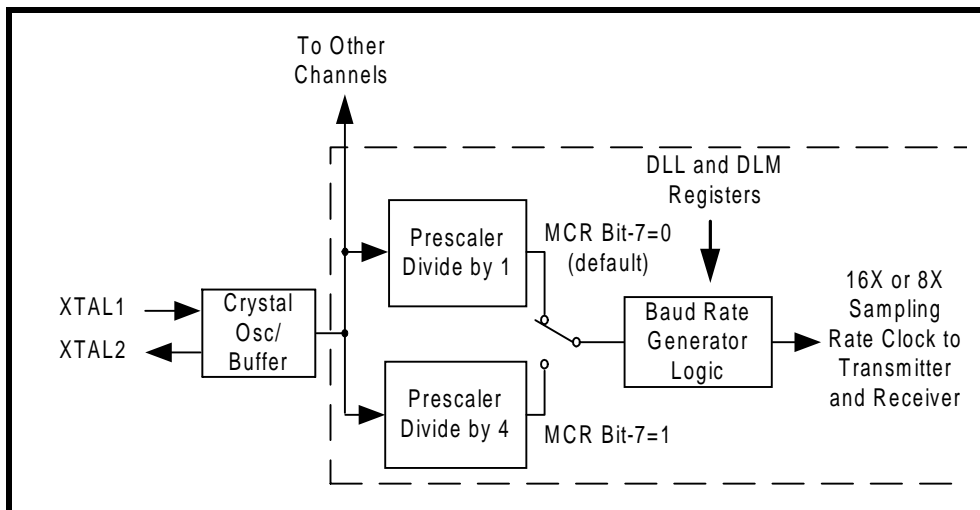 To Other
Channels
DLL and DLM
Registers
Prescaler
Divide by 1
MCR Bit-7=0
(default)
XTAL1
XTAL2
Crystal
Osc/
Buffer
Baud Rate
Generator
Logic
16X or 8X
Sampling
Rate Clock to
Transmitter
and Receiver
Prescaler
Divide by 4
MCR Bit-7=1